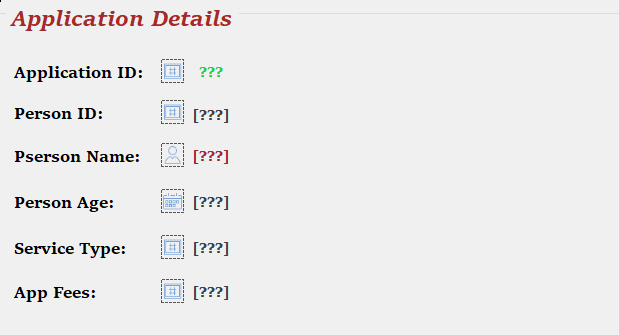 Application Details
Application ID: ???
Person ID: [???]
Pserson Name: [???]
Person Age: [???]
Service Type: [???]
App Fees: [???]